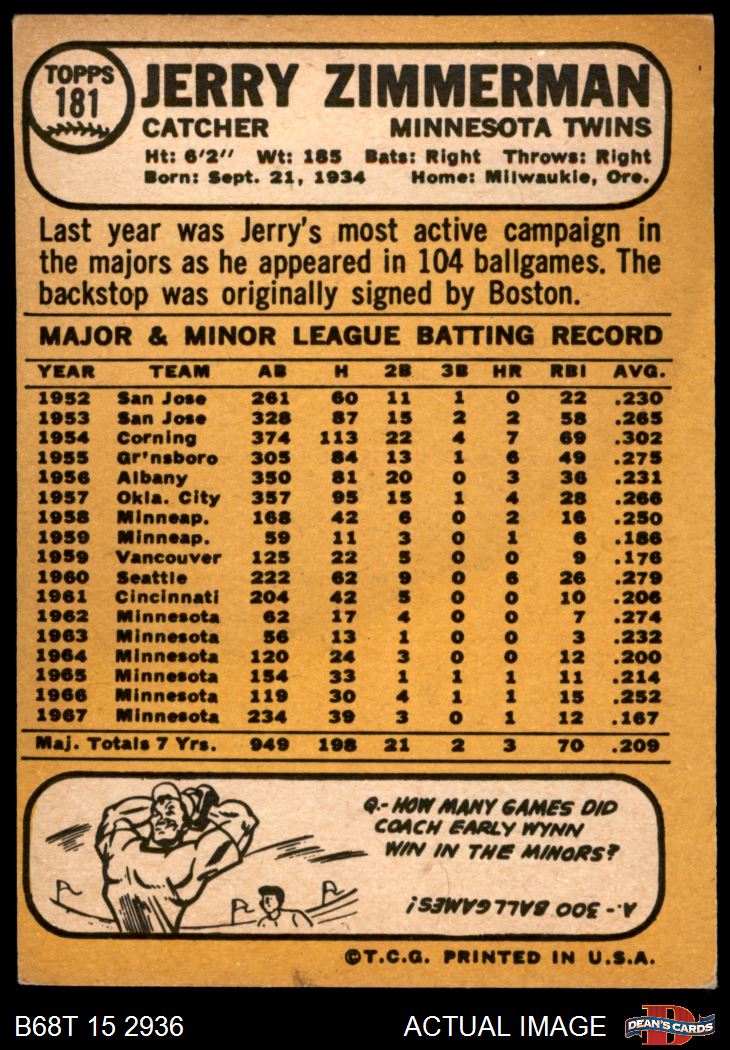 TOPPS
181
JERRY ZIMMERMAN
CATCHER MINNESOTA TWINS
Ht: 6'2" Wt: 185 Bats: Right Throws: Right
Born: Sept. 21, 1934 Home: Milwaukie, Ore.
Last year was Jerry's most active campaign in
the majors as he appeared in 104 ballgames. The
backstop was originally signed by Boston.
MAJOR & MINOR LEAGUE BATTING RECORD
YEAR TEAM AB H 2B 3B HR RBI AVG.
1952 San Jose 261 60 11 1 0 22 .230
1953 San Jose 328 87 15 2 2 58 .265
1954 Corning 374 113 22 4 7 69 .302
1955 Gr'nsboro 305 84 13 1 6 49 .275
1956 Albany 350 81 20 0 3 36 .231
1957 Okla. City 357 95 15 1 4 28 .266
1958 Minneap. 168 42 6 0 2 16 .250
1959 Minneap. 59 11 3 0 1 6 .186
1959 Vancouver 125 22 5 0 0 9 .176
1960 Seattle 222 62 9 0 6 26 .279
1961 Cincinnati 204 42 5 0 0 10 .206
1962 Minnesota 62 17 4 0 0 7 .274
1963 Minnesota 56 13 1 0 0 3 .232
1964 Minnesota 120 24 3 0 0 12 .200
1965 Minnesota 154 33 1 1 1 11 .214
1966 Minnesota 119 30 4 1 1 15 .252
1967 Minnesota 234 39 3 0 1 12 .167
Maj. Totals 7 Yrs. 949 198 21 2 3 70 .209
Q.- HOW MANY GAMES DID
COACH EARLY WYNN
WIN IN THE MINORS?
A.- 300 BALL GAMES!
©T.C.G. PRINTED IN U.S.A.
B68T 15 2936 ACTUAL IMAGE
D
DEAN'S CARDS